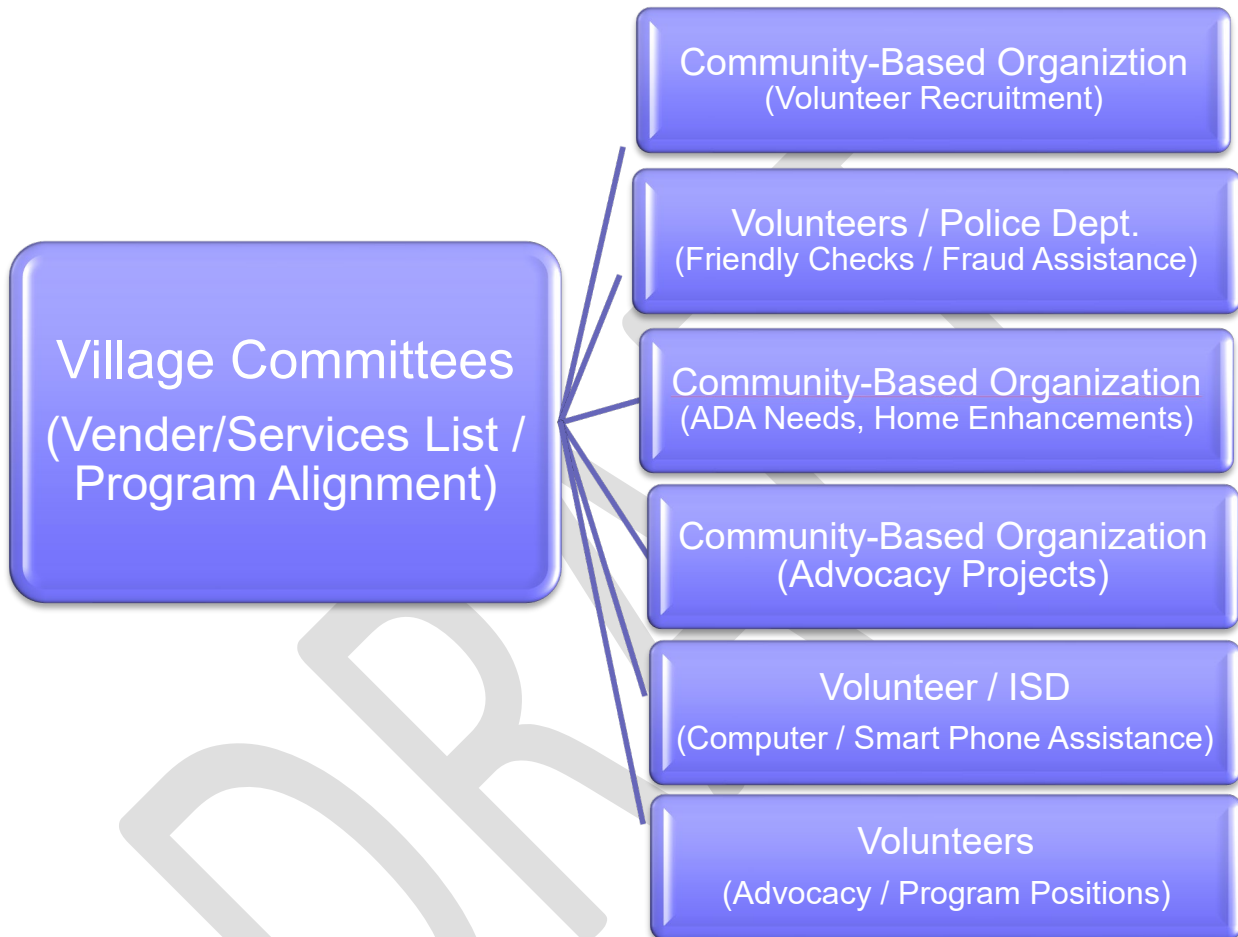 Community-Based Organiztion
(Volunteer Recruitment)
Volunteers / Police Dept.
(Friendly Checks / Fraud Assistance)
Village Committees
(Vender/Services List /
Program Alignment)
Community-Based Organization
(ADA Needs, Home Enhancements)
Community-Based Organization
(Advocacy Projects)
Volunteer / ISD
(Computer / Smart Phone Assistance)
Volunteers
(Advocacy / Program Positions)
DRAFT